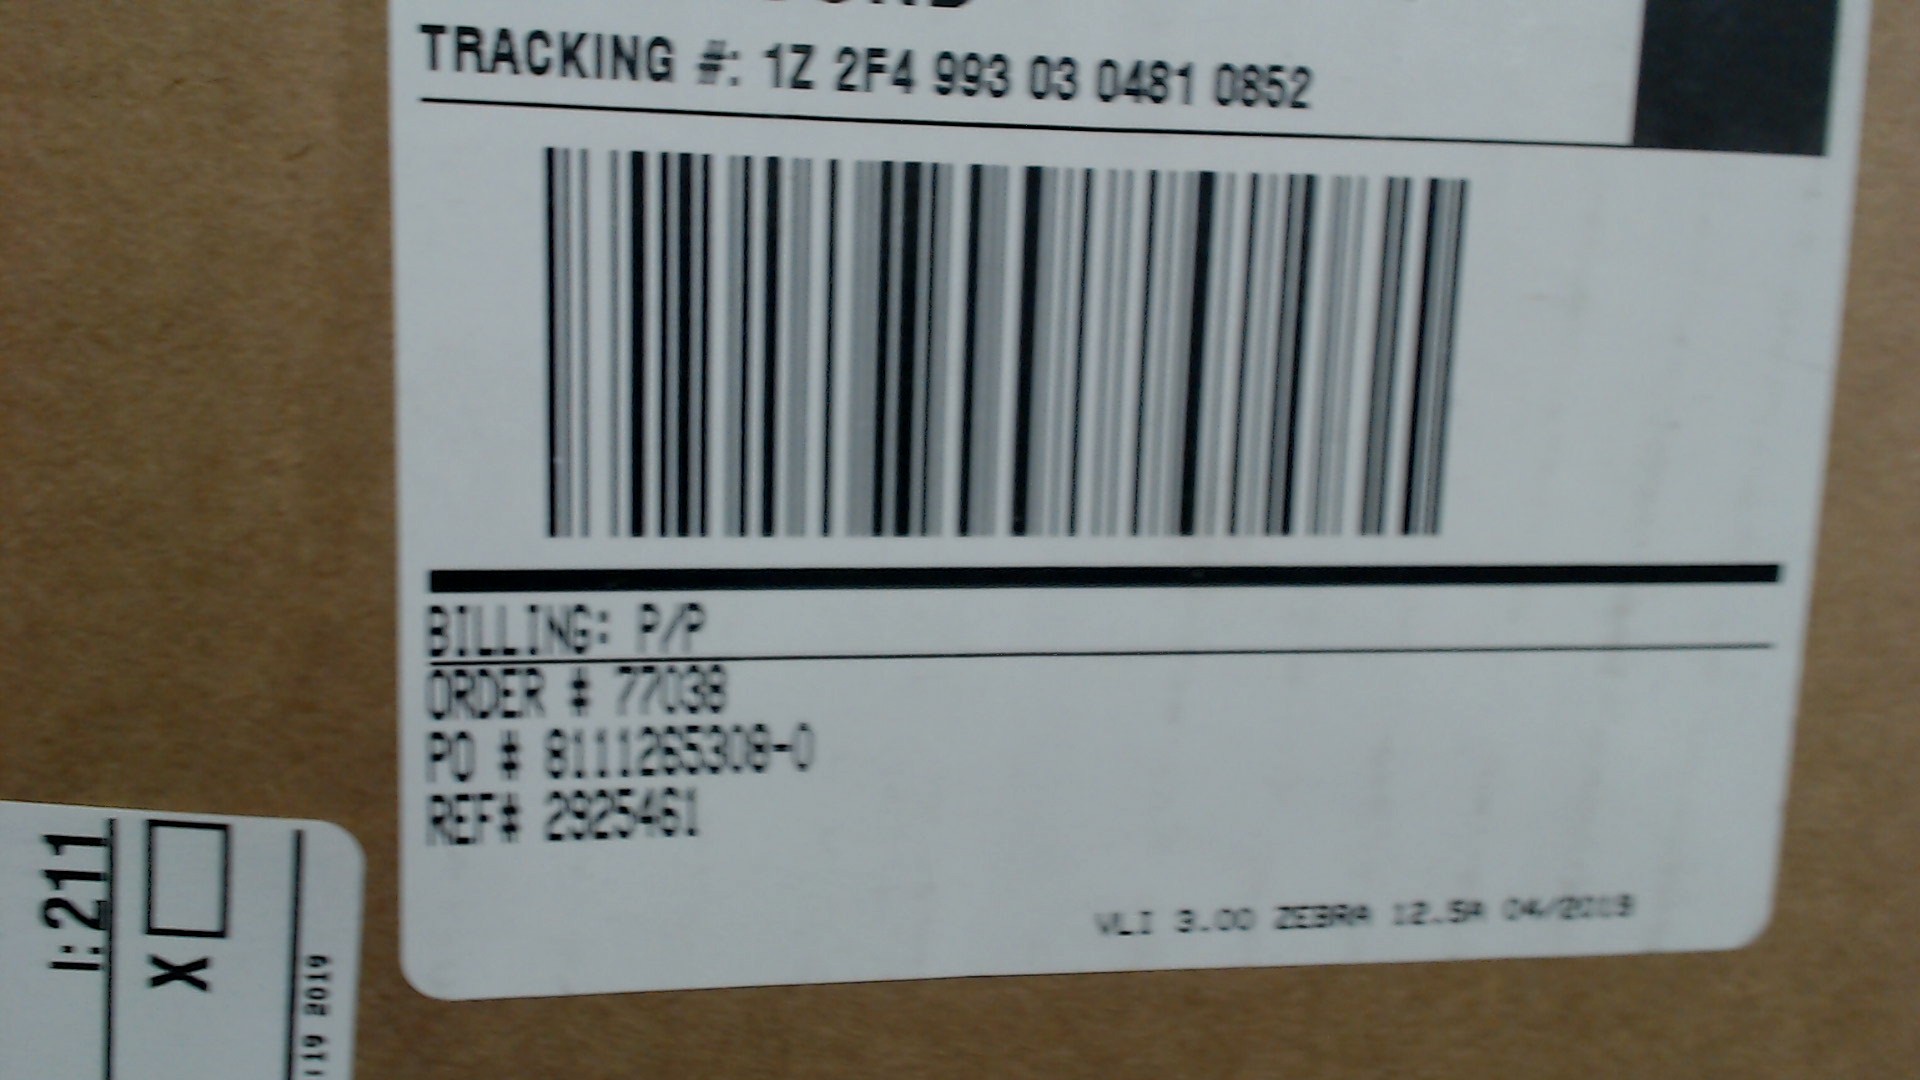 TRACKING #: 1Z 2F4 993 03 0481 0852
BILLING: P/P
ORDER # 77038
PO # 8111265308-0
REF# 2925461
VLI 3.00 ZEBRA 12.5A 04/2019
I:211
X
119 2019